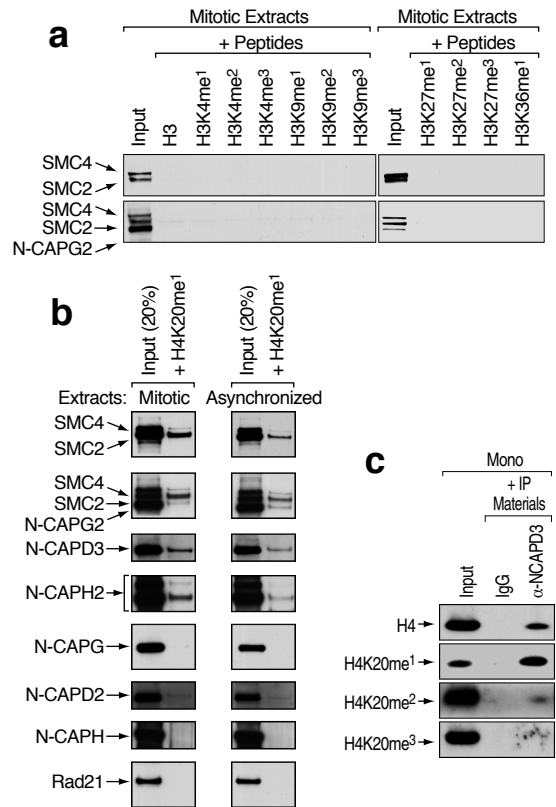 a
Mitotic Extracts
Mitotic Extracts
+ Peptides
+ Peptides
Input
H3
H3K4me¹
H3K4me²
H3K4me³
H3K9me¹
H3K9me²
H3K9me³
Input
H3K27me¹
H3K27me²
H3K27me³
H3K36me¹
SMC4
SMC2
SMC4
SMC2
N-CAPG2
b
Input (20%)
+ H4K20me¹
Input (20%)
+ H4K20me¹
Extracts: Mitotic Asynchronized
SMC4
SMC2
SMC4
SMC2
N-CAPG2
N-CAPD3
N-CAPH2
N-CAPG
N-CAPD2
N-CAPH
Rad21
c
Mono
+ IP
Materials
Input
IgG
α-NCAPD3
H4
H4K20me¹
H4K20me²
H4K20me³